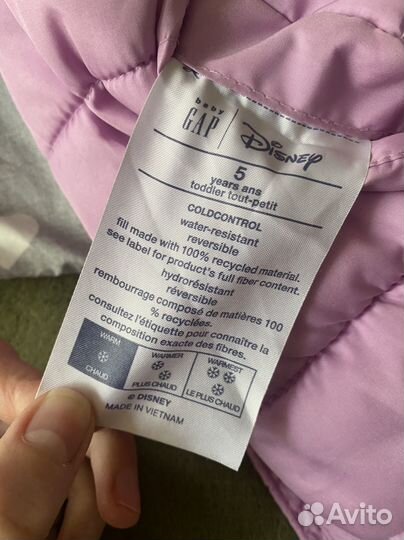 baby
GAP
Disney
5
years ans
toddler tout-petit
COLDCONTROL
water-resistant
reversible
fill made with 100% recycled material.
see label for product's full fiber content.
hydrorésistant
réversible
rembourrage composé de matières 100
% recyclées.
consultez l'étiquette pour connaître la
composition exacte des fibres.
WARM
CHAUD
WARMER
PLUS CHAUD
WARMEST
LE PLUS CHAUD
© DISNEY
MADE IN VIETNAM
Avito